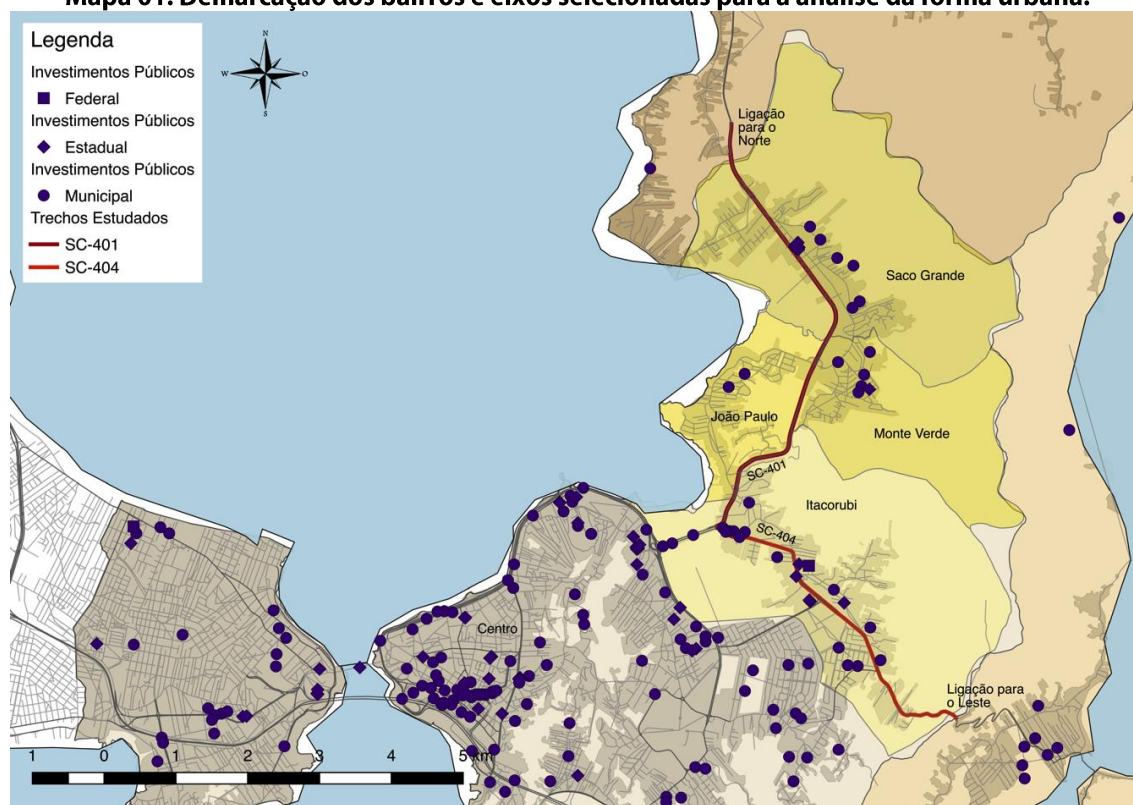 Mapa 01: Demarcação dos bairros e eixos selecionadas para a análise da forma urbana.
Legenda
Investimentos Públicos
Federal
Investimentos Públicos
Estadual
Investimentos Públicos
Municipal
Trechos Estudados
SC-401
SC-404
N
W
O
S
Ligação
para o
Norte
Saco Grande
João Paulo
Monte Verde
SC-401
Itacorubi
SC-404
Centro
Ligação para
o Leste
1 0 1 2 3 4 5 km